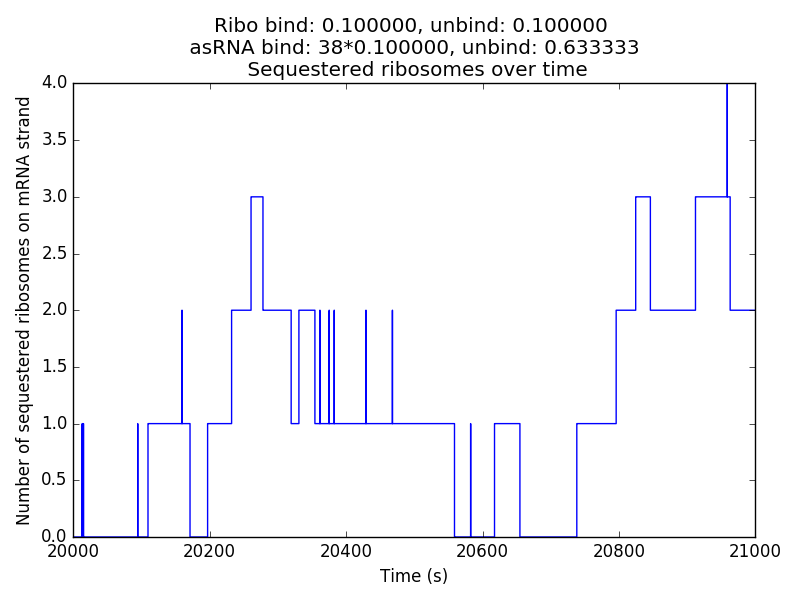 Ribo bind: 0.100000, unbind: 0.100000
asRNA bind: 38*0.100000, unbind: 0.633333
Sequestered ribosomes over time
Number of sequestered ribosomes on mRNA strand
4.0
3.5
3.0
2.5
2.0
1.5
1.0
0.5
0.0
20000 20200 20400 20600 20800 21000
Time (s)